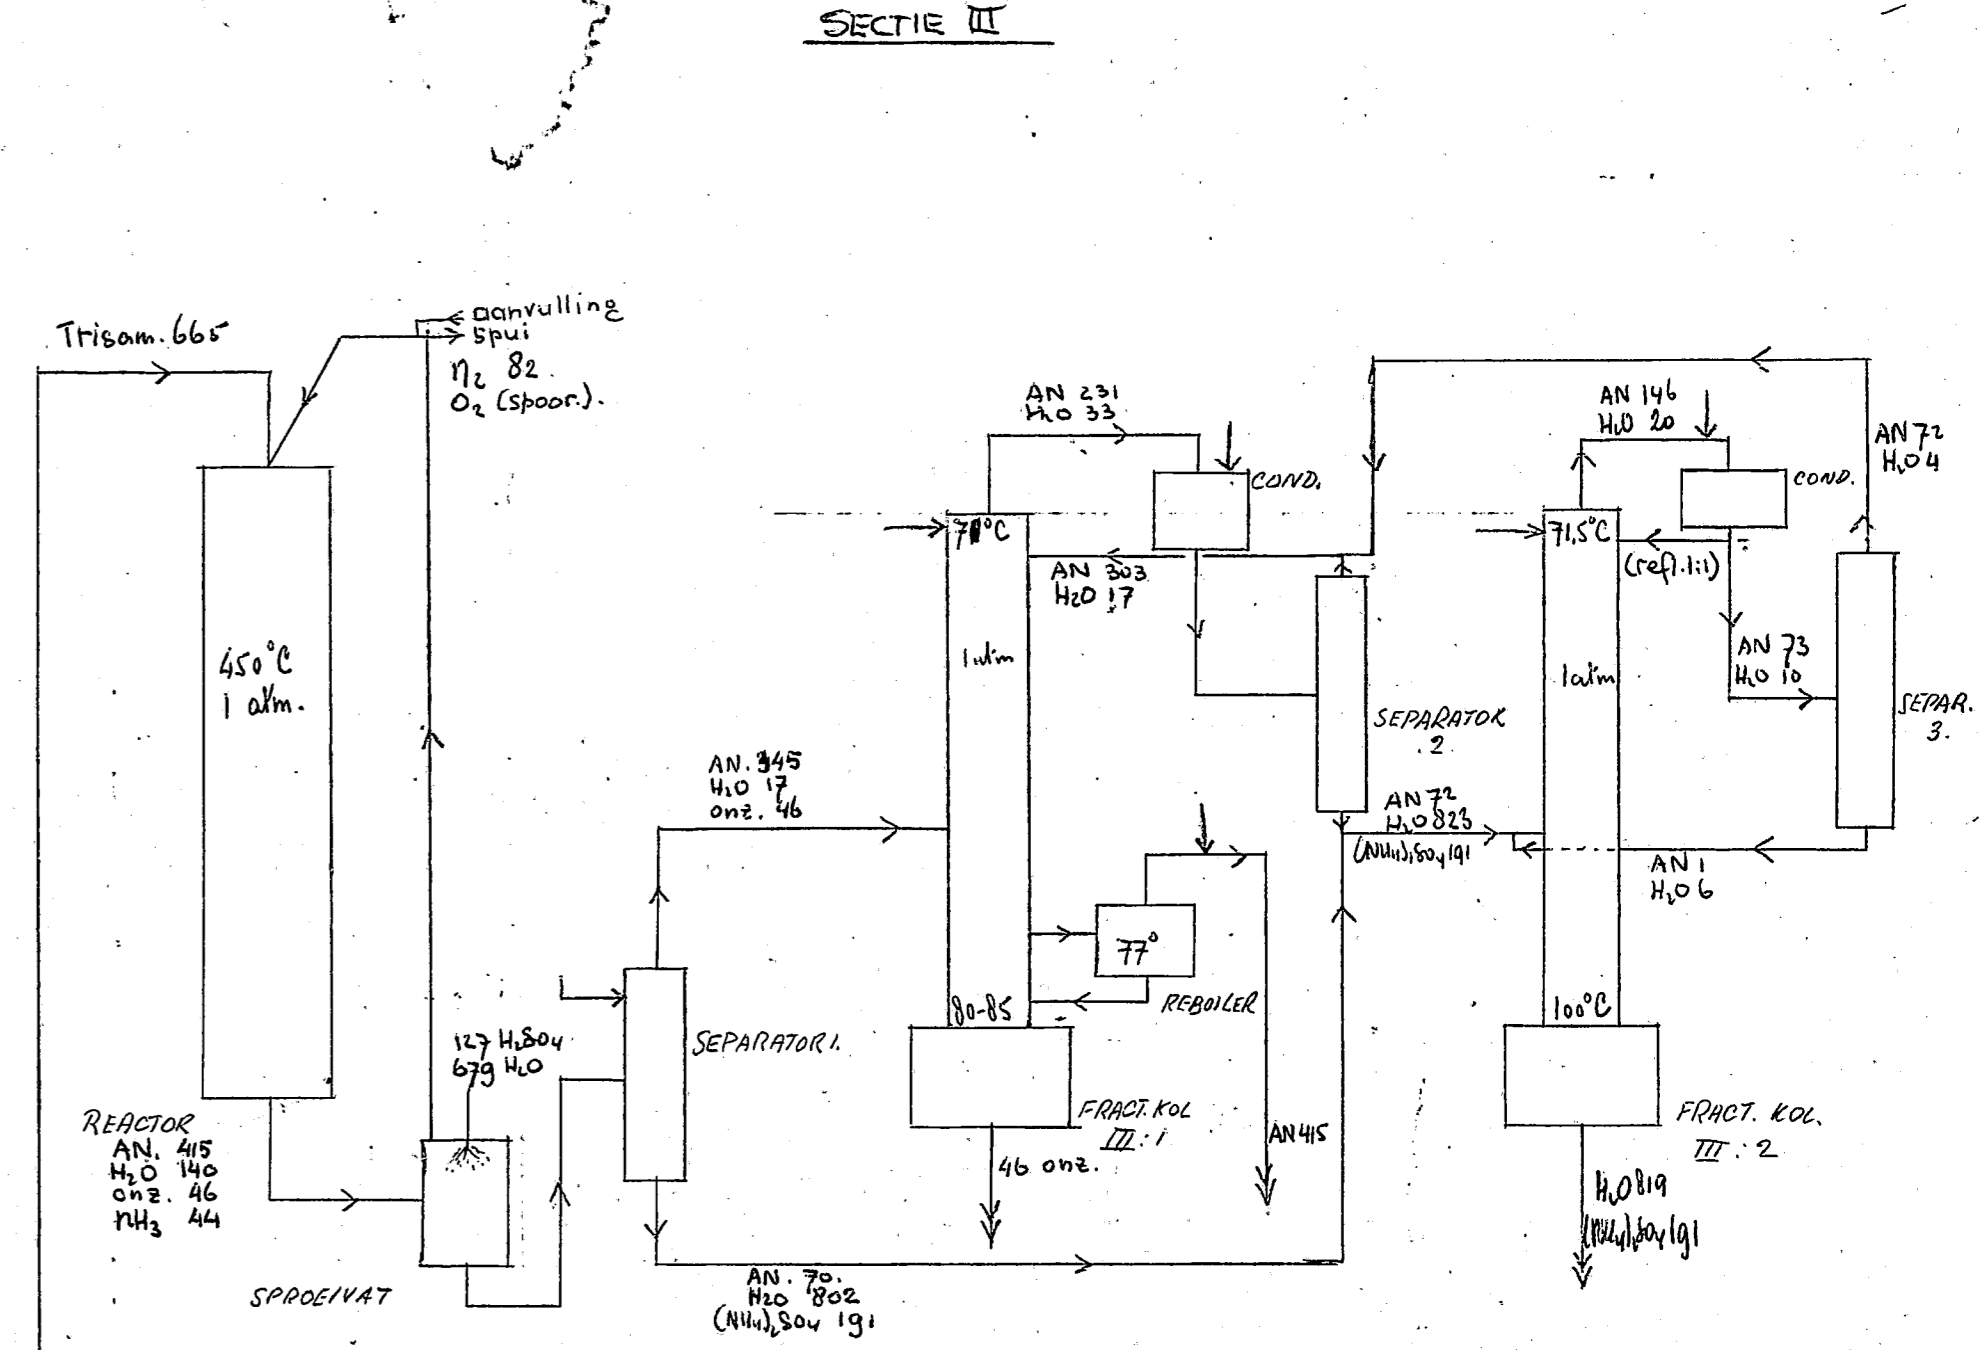 SECTIE III
Trisam. 665
aanvulling
spui
N₂ 82.
O₂ (spoor.).
450°C
1 atm.
REACTOR
AN. 415
H₂O 140
onz. 46
NH₃ 44
127 H₂SO₄
679 H₂O
SPROEIVAT
SEPARATOR 1.
AN. 345
H₂O 17
onz. 46
AN. 70.
H₂O 802
(NH₄)₂SO₄ 191
AN 231
H₂O 33
COND.
71°C
AN 303
H₂O 17
1 atm
SEPARATOR
2
77°
REBOILER
80-85
FRACT. KOL
III : 1
46 onz.
AN 415
AN 72
H₂O 823
(NH₄)₂SO₄ 191
AN 146
H₂O 20
COND.
71,5°C
(refl. 1:1)
AN 72
H₂O 4
1 atm
AN 73
H₂O 10
SEPAR.
3.
AN 1
H₂O 6
100°C
FRACT. KOL.
III : 2
H₂O 819
(NH₄)₂SO₄ 191